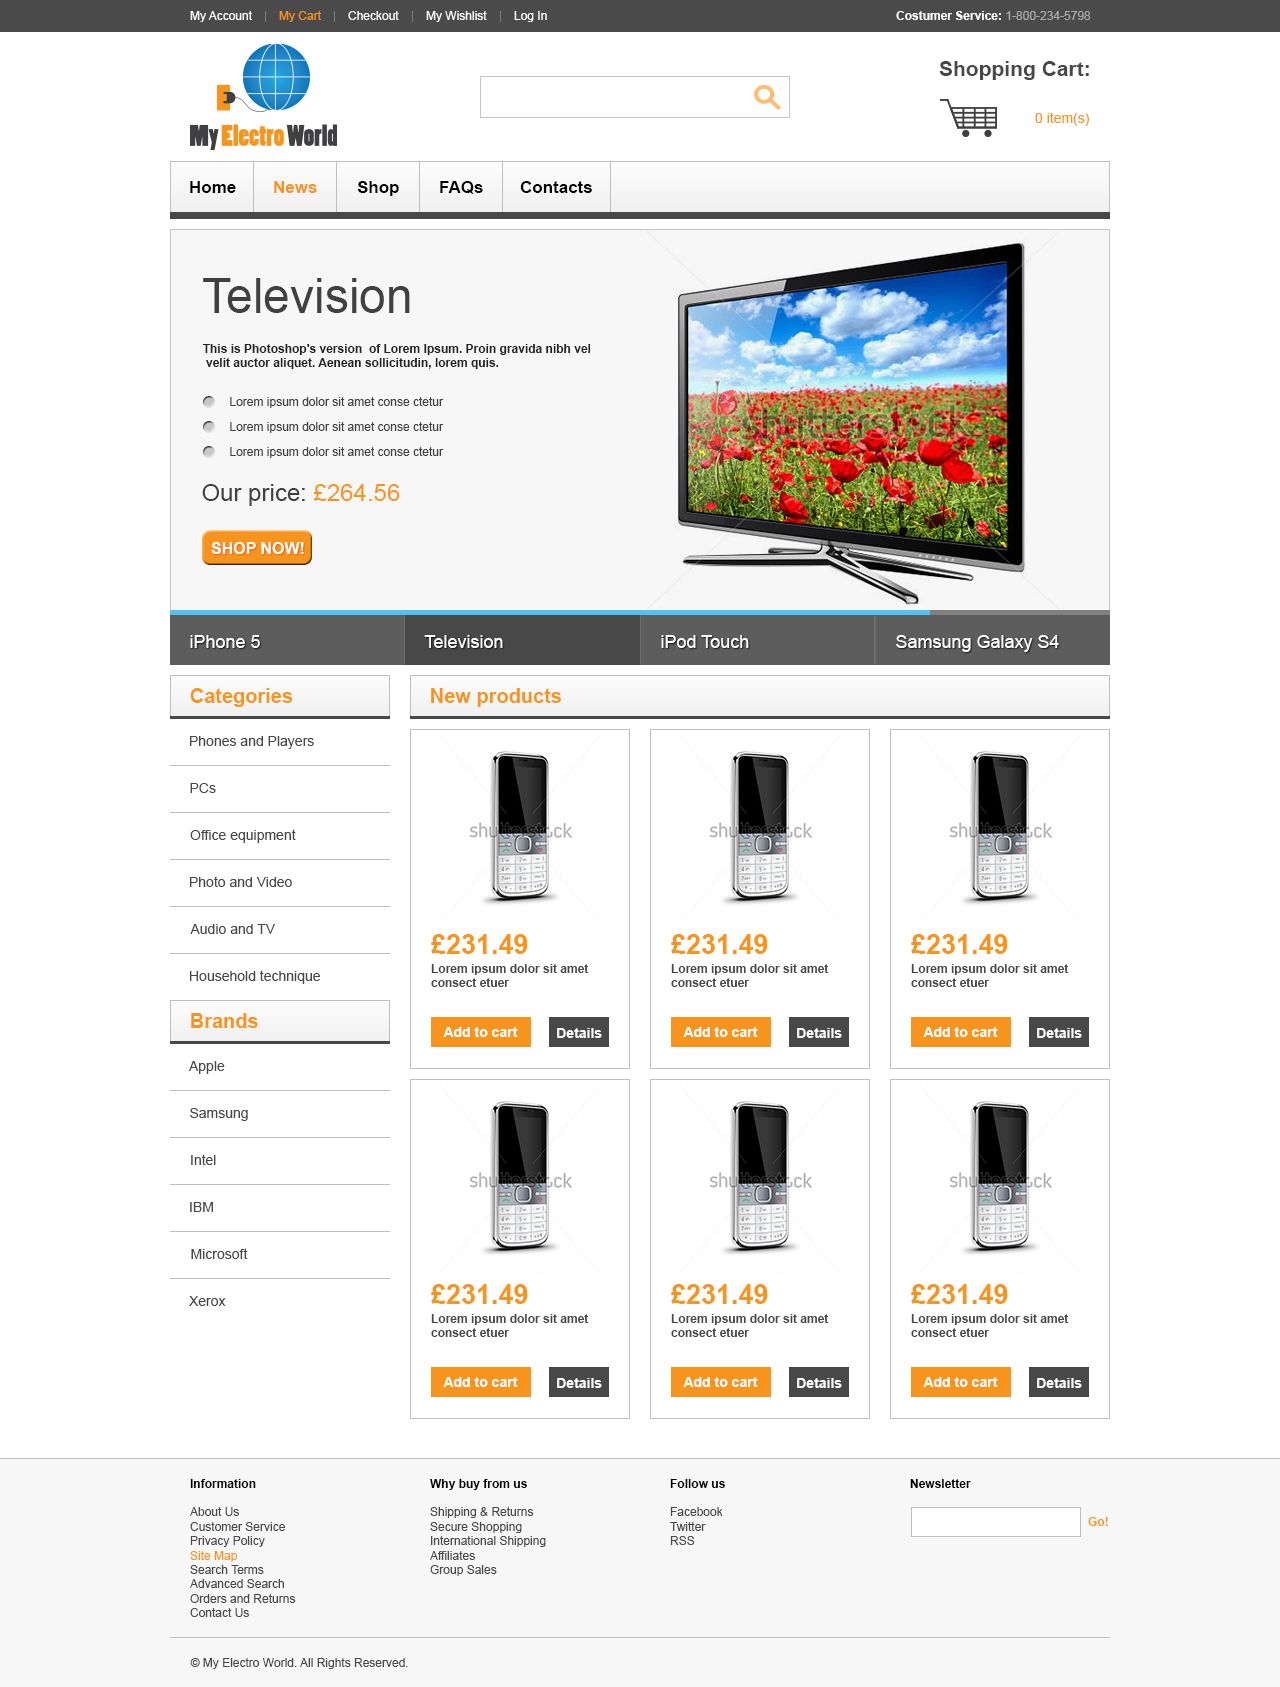 My Account | My Cart | Checkout | My Wishlist | Log In
Costumer Service: 1-800-234-5798
My Electro World
Shopping Cart:
0 item(s)
Home News Shop FAQs Contacts
Television
This is Photoshop's version of Lorem Ipsum. Proin gravida nibh vel
velit auctor aliquet. Aenean sollicitudin, lorem quis.
Lorem ipsum dolor sit amet conse ctetur
Lorem ipsum dolor sit amet conse ctetur
Lorem ipsum dolor sit amet conse ctetur
Our price: £264.56
SHOP NOW!
shutterstock
iPhone 5 Television iPod Touch Samsung Galaxy S4
Categories
Phones and Players
PCs
Office equipment
Photo and Video
Audio and TV
Household technique
Brands
Apple
Samsung
Intel
IBM
Microsoft
Xerox
New products
shutterstock shutterstock shutterstock
£231.49 £231.49 £231.49
Lorem ipsum dolor sit amet Lorem ipsum dolor sit amet Lorem ipsum dolor sit amet
consect etuer consect etuer consect etuer
Add to cart Details Add to cart Details Add to cart Details
shutterstock shutterstock shutterstock
£231.49 £231.49 £231.49
Lorem ipsum dolor sit amet Lorem ipsum dolor sit amet Lorem ipsum dolor sit amet
consect etuer consect etuer consect etuer
Add to cart Details Add to cart Details Add to cart Details
Information
About Us
Customer Service
Privacy Policy
Site Map
Search Terms
Advanced Search
Orders and Returns
Contact Us
Why buy from us
Shipping & Returns
Secure Shopping
International Shipping
Affiliates
Group Sales
Follow us
Facebook
Twitter
RSS
Newsletter
Go!
© My Electro World. All Rights Reserved.